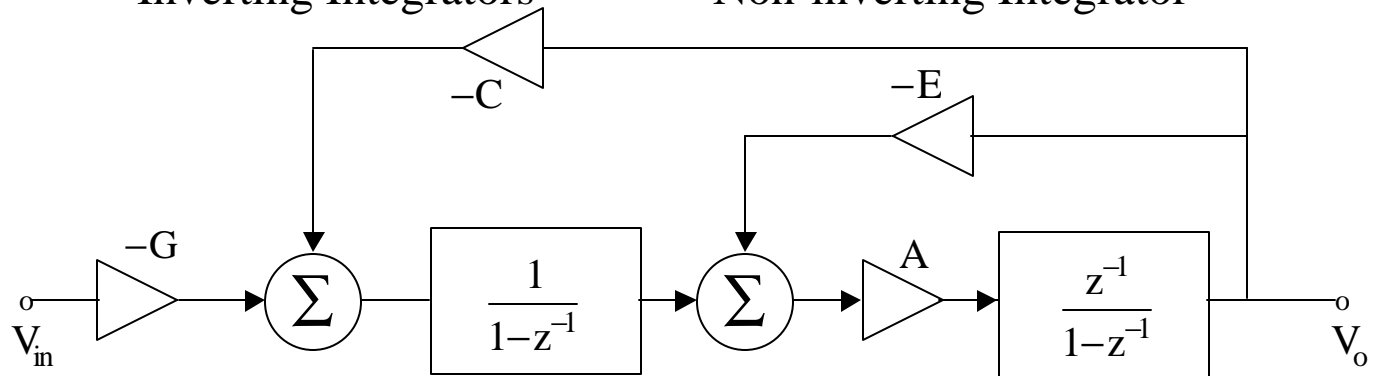 Inverting Integrators
Non-inverting Integrator
−C
−E
−G
A
Σ
Σ
1
1−z⁻¹
z⁻¹
1−z⁻¹
V_in
V_o